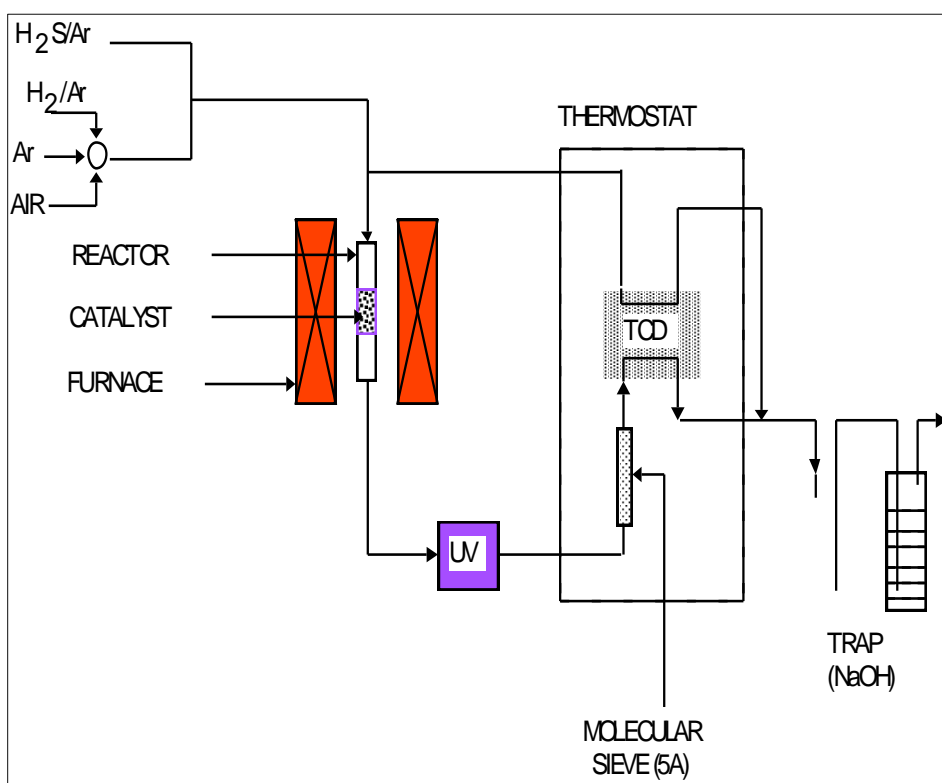 H2S/Ar
H2/Ar
Ar
AIR
THERMOSTAT
REACTOR
CATALYST
FURNACE
TCD
UV
TRAP
(NaOH)
MOLECULAR
SIEVE (5A)